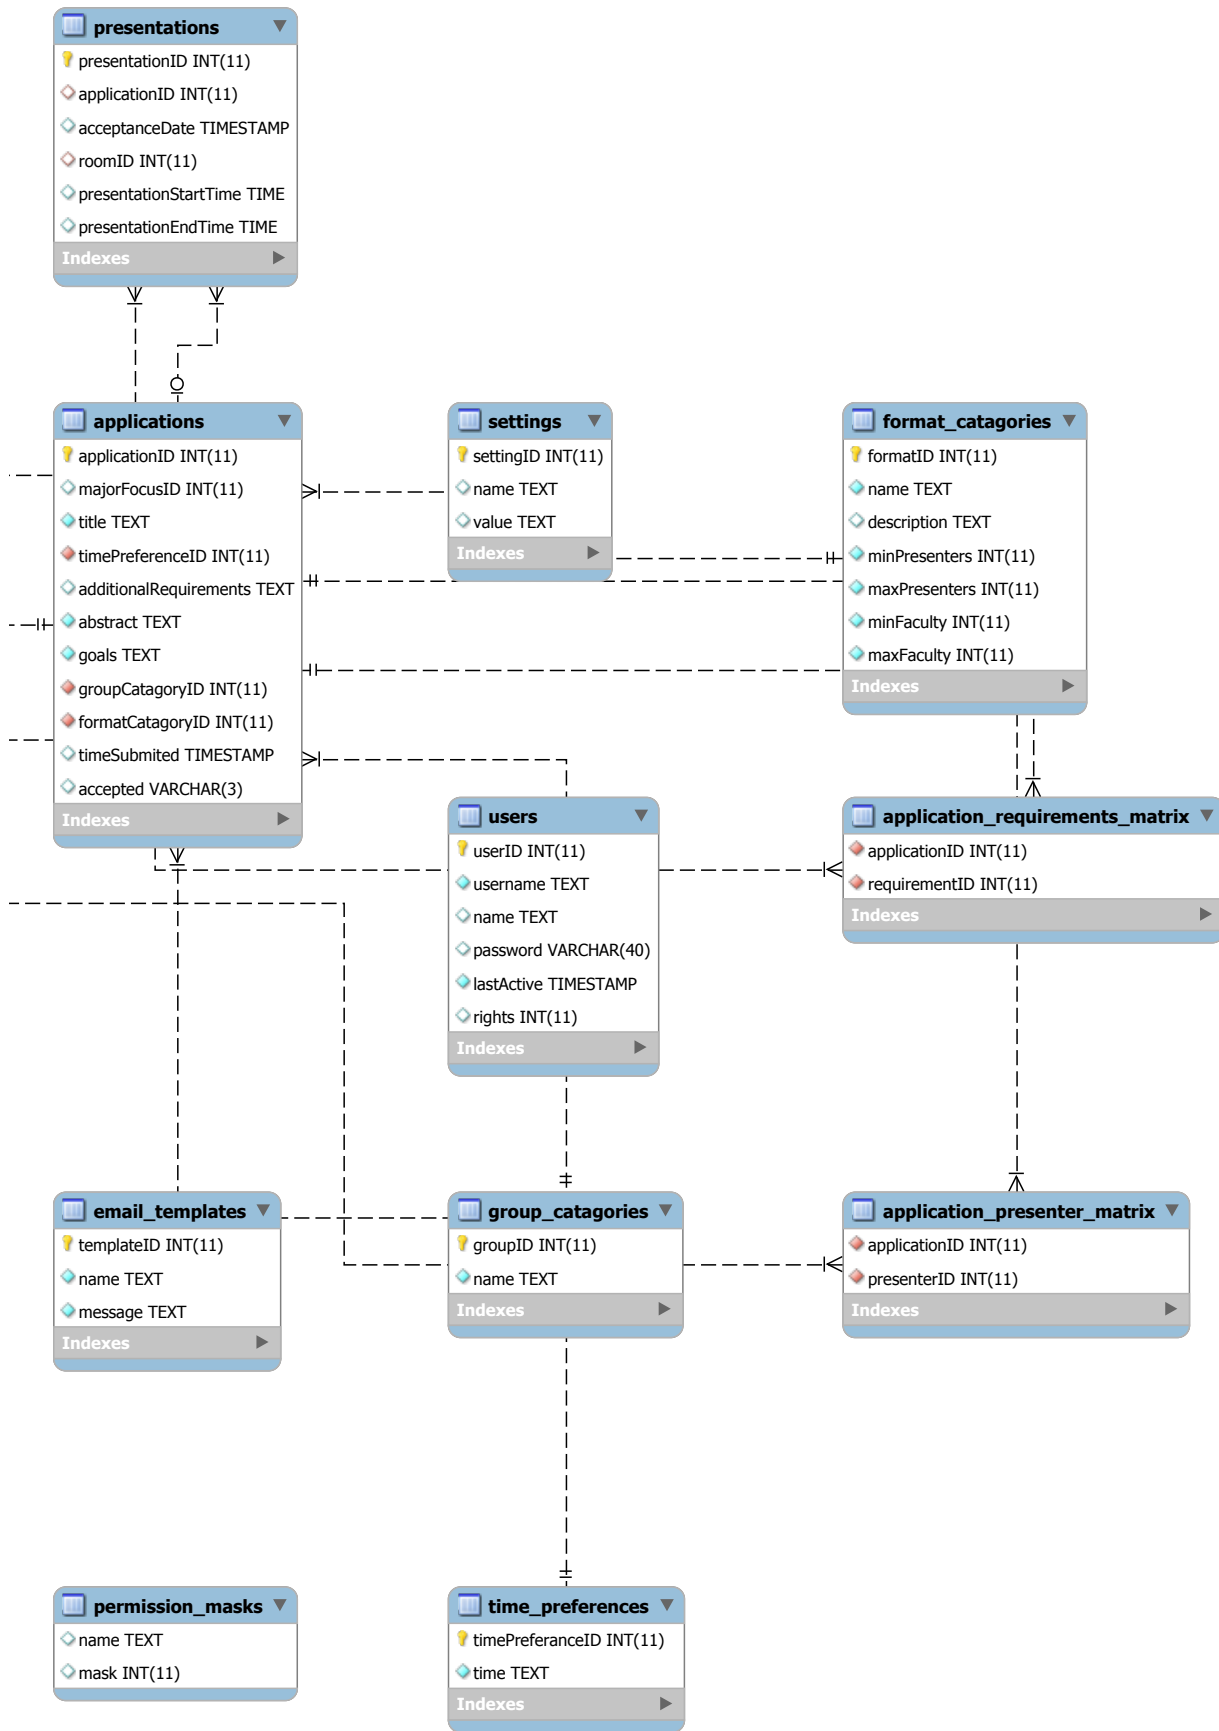 presentations
presentationID INT(11)
applicationID INT(11)
acceptanceDate TIMESTAMP
roomID INT(11)
presentationStartTime TIME
presentationEndTime TIME
Indexes
applications
applicationID INT(11)
majorFocusID INT(11)
title TEXT
timePreferenceID INT(11)
additionalRequirements TEXT
abstract TEXT
goals TEXT
groupCatagoryID INT(11)
formatCatagoryID INT(11)
timeSubmited TIMESTAMP
accepted VARCHAR(3)
Indexes
settings
settingID INT(11)
name TEXT
value TEXT
Indexes
format_catagories
formatID INT(11)
name TEXT
description TEXT
minPresenters INT(11)
maxPresenters INT(11)
minFaculty INT(11)
maxFaculty INT(11)
Indexes
users
userID INT(11)
username TEXT
name TEXT
password VARCHAR(40)
lastActive TIMESTAMP
rights INT(11)
Indexes
application_requirements_matrix
applicationID INT(11)
requirementID INT(11)
Indexes
email_templates
templateID INT(11)
name TEXT
message TEXT
Indexes
group_catagories
groupID INT(11)
name TEXT
Indexes
application_presenter_matrix
applicationID INT(11)
presenterID INT(11)
Indexes
permission_masks
name TEXT
mask INT(11)
time_preferences
timePreferanceID INT(11)
time TEXT
Indexes